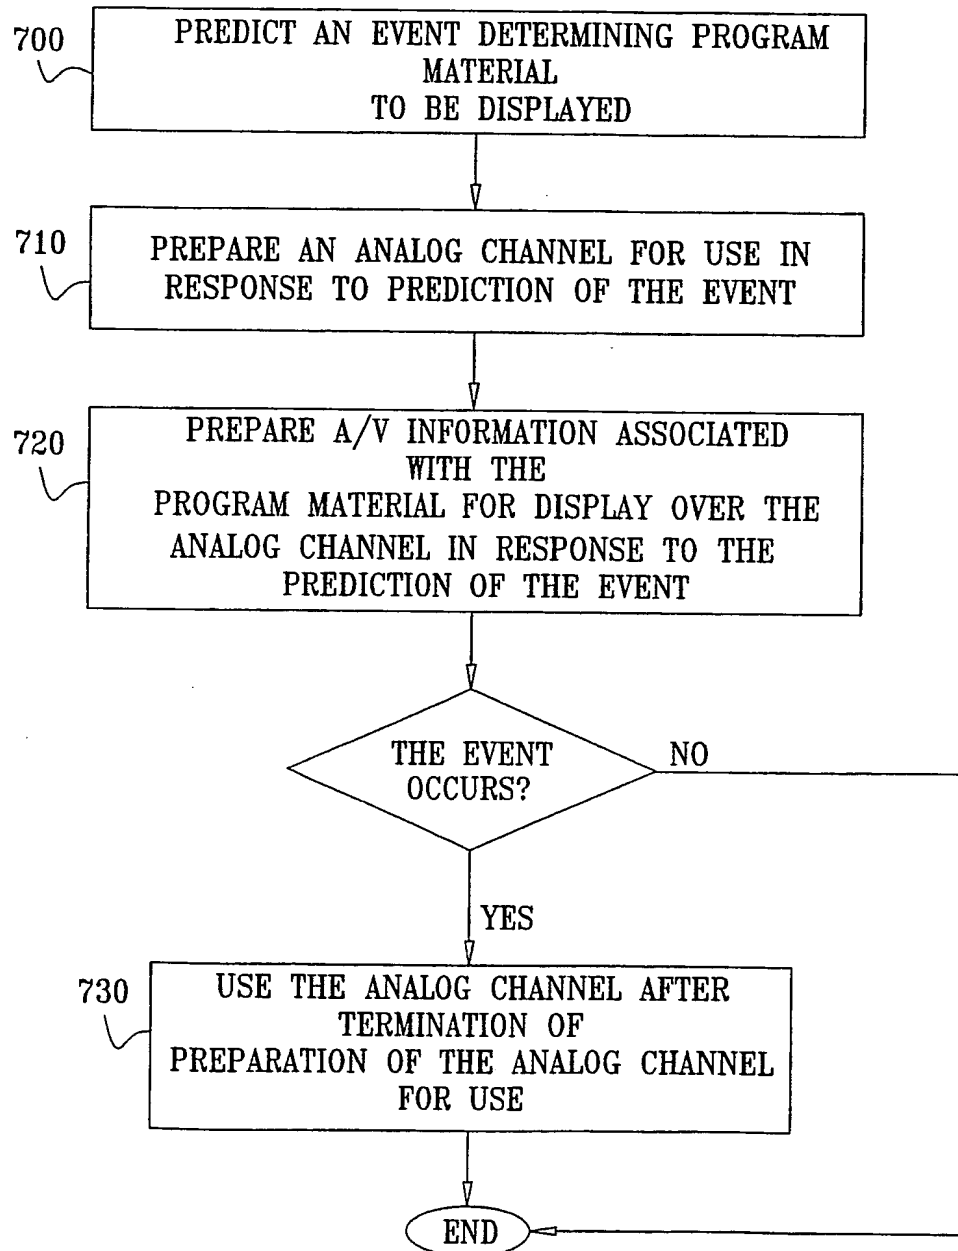 700
PREDICT AN EVENT DETERMINING PROGRAM
MATERIAL
TO BE DISPLAYED
710
PREPARE AN ANALOG CHANNEL FOR USE IN
RESPONSE TO PREDICTION OF THE EVENT
720
PREPARE A/V INFORMATION ASSOCIATED
WITH THE
PROGRAM MATERIAL FOR DISPLAY OVER THE
ANALOG CHANNEL IN RESPONSE TO THE
PREDICTION OF THE EVENT
THE EVENT
OCCURS?
NO
YES
730
USE THE ANALOG CHANNEL AFTER
TERMINATION OF
PREPARATION OF THE ANALOG CHANNEL
FOR USE
END